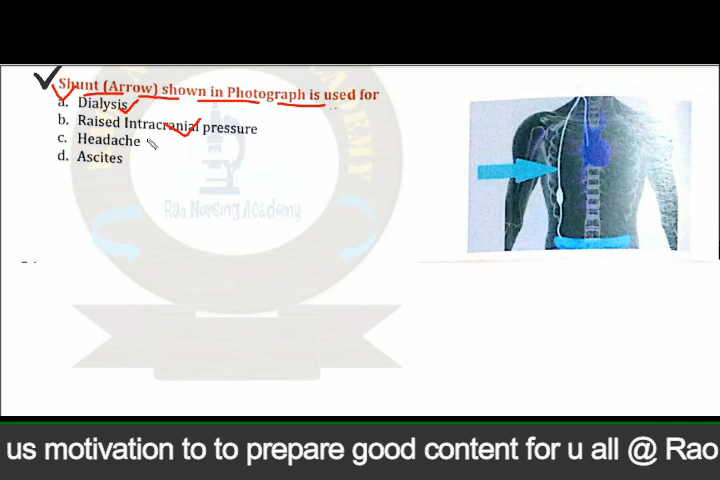 Shunt (Arrow) shown in Photograph is used for
a. Dialysis
b. Raised Intracranial pressure
c. Headache
d. Ascites
Rao Nursing Academy
us motivation to to prepare good content for u all @ Rao